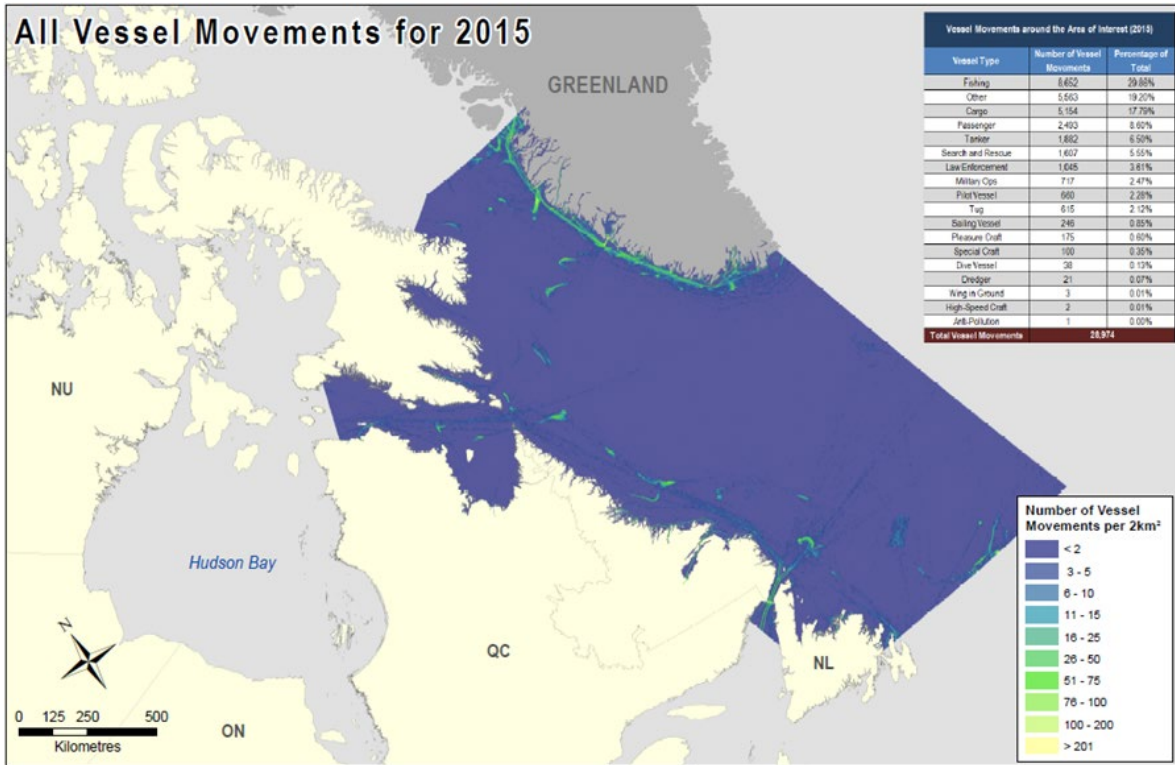 All Vessel Movements for 2015
Vessel Movements around the Area of Interest (2015)
Vessel Type Number of Vessel Movements Percentage of Total
Fishing 8,652 29.86%
Other 5,563 19.20%
Cargo 5,154 17.79%
Passenger 2,493 8.60%
Tanker 1,882 6.50%
Search and Rescue 1,607 5.55%
Law Enforcement 1,045 3.61%
Military Ops 717 2.47%
Pilot Vessel 660 2.28%
Tug 615 2.12%
Sailing Vessel 246 0.85%
Pleasure Craft 175 0.60%
Special Craft 100 0.35%
Dive Vessel 38 0.13%
Dredger 21 0.07%
Wing in Ground 3 0.01%
High-Speed Craft 2 0.01%
Anti-Pollution 1 0.00%
Total Vessel Movements 28,974
GREENLAND
NU
Hudson Bay
QC
NL
ON
N
0 125 250 500
Kilometres
Number of Vessel
Movements per 2km²
< 2
3 - 5
6 - 10
11 - 15
16 - 25
26 - 50
51 - 75
76 - 100
100 - 200
> 201